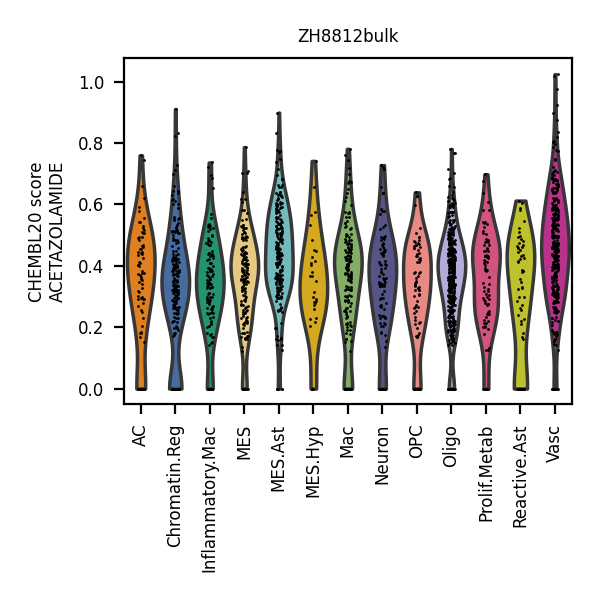 ZH8812bulk
CHEMBL20 score
ACETAZOLAMIDE
1.0
0.8
0.6
0.4
0.2
0.0
AC
Chromatin.Reg
Inflammatory.Mac
MES
MES.Ast
MES.Hyp
Mac
Neuron
OPC
Oligo
Prolif.Metab
Reactive.Ast
Vasc